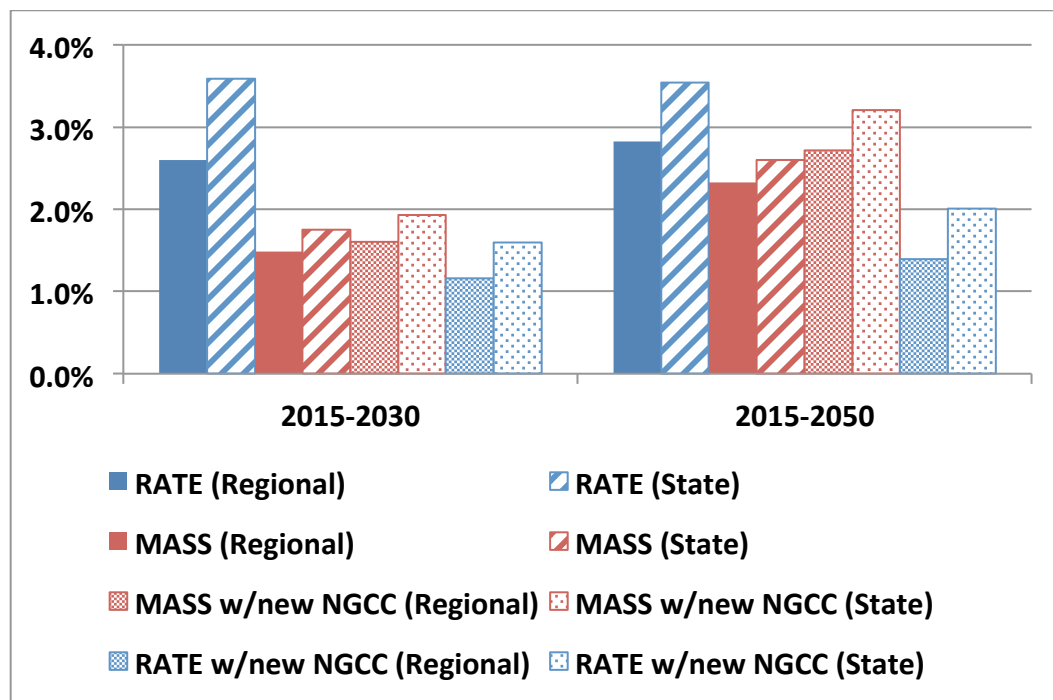 4.0%
3.0%
2.0%
1.0%
0.0%
2015-2030 2015-2050
RATE (Regional) RATE (State)
MASS (Regional) MASS (State)
MASS w/new NGCC (Regional) MASS w/new NGCC (State)
RATE w/new NGCC (Regional) RATE w/new NGCC (State)